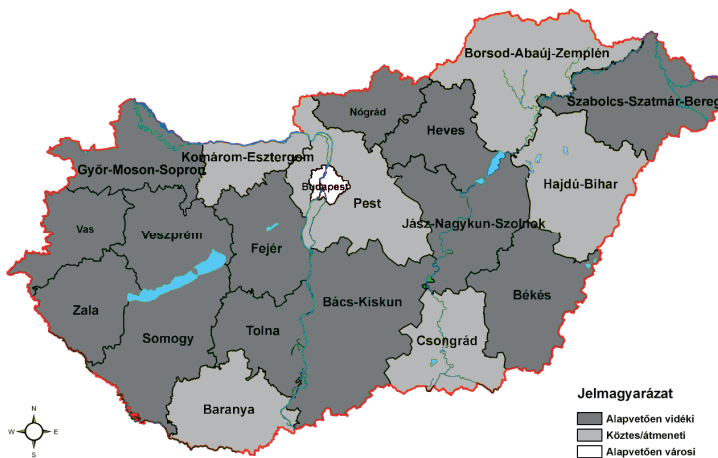 Borsod-Abaúj-Zemplén
Szabolcs-Szatmár-Bereg
Nógrád
Heves
Komárom-Esztergom
Győr-Moson-Sopron
Budapest
Pest
Hajdú-Bihar
Vas
Veszprém
Fejér
Jász-Nagykun-Szolnok
Zala
Somogy
Tolna
Bács-Kiskun
Békés
Csongrád
Baranya
Jelmagyarázat
Alapvetően vidéki
Köztes/átmeneti
Alapvetően városi
N
W E
S